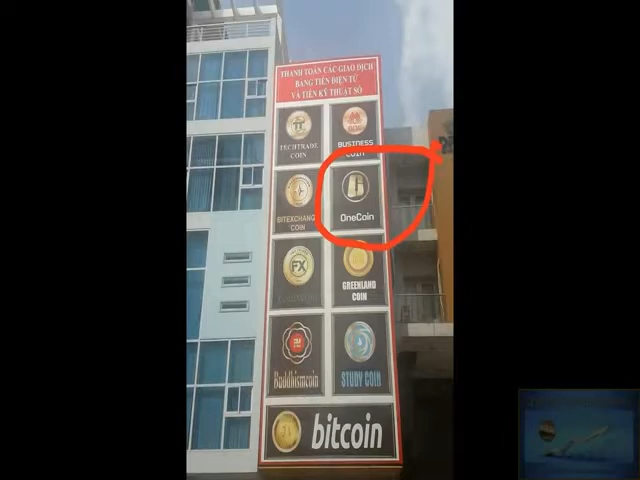 THANH TOÁN CÁC GIAO DỊCH
BẰNG TIỀN ĐIỆN TỬ
VÀ TIỀN KỸ THUẬT SỐ
TECHTRADE
COIN
BUSINESS
COIN
BITEXCHANG
COIN
OneCoin
FX
GREENLAND
COIN
Buddhismcoin
STUDY COIN
bitcoin